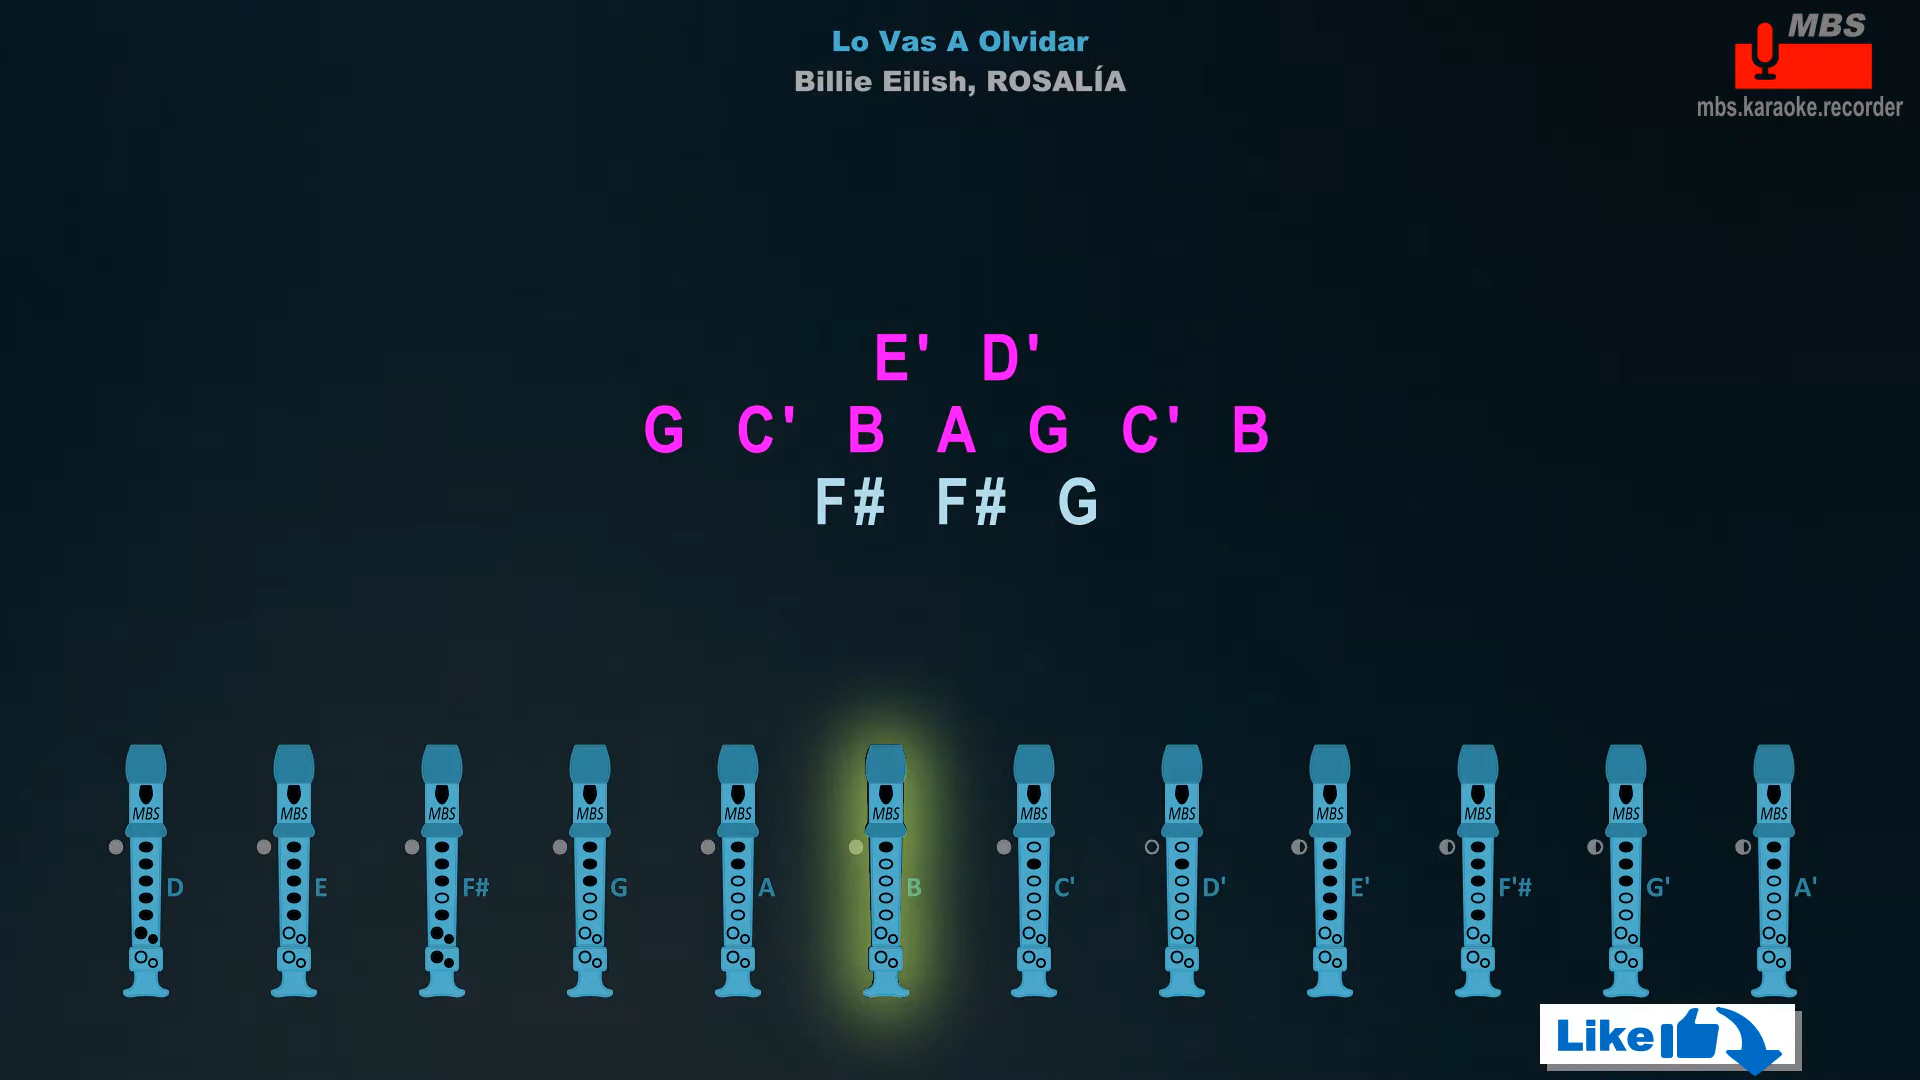 Lo Vas A Olvidar
Billie Eilish, ROSALÍA
MBS
mbs.karaoke.recorder
E' D'
G C' B A G C' B
F# F# G
MBS MBS MBS MBS MBS MBS MBS MBS MBS MBS MBS MBS
D E F# G A B C' D' E' F'# G' A'
Like